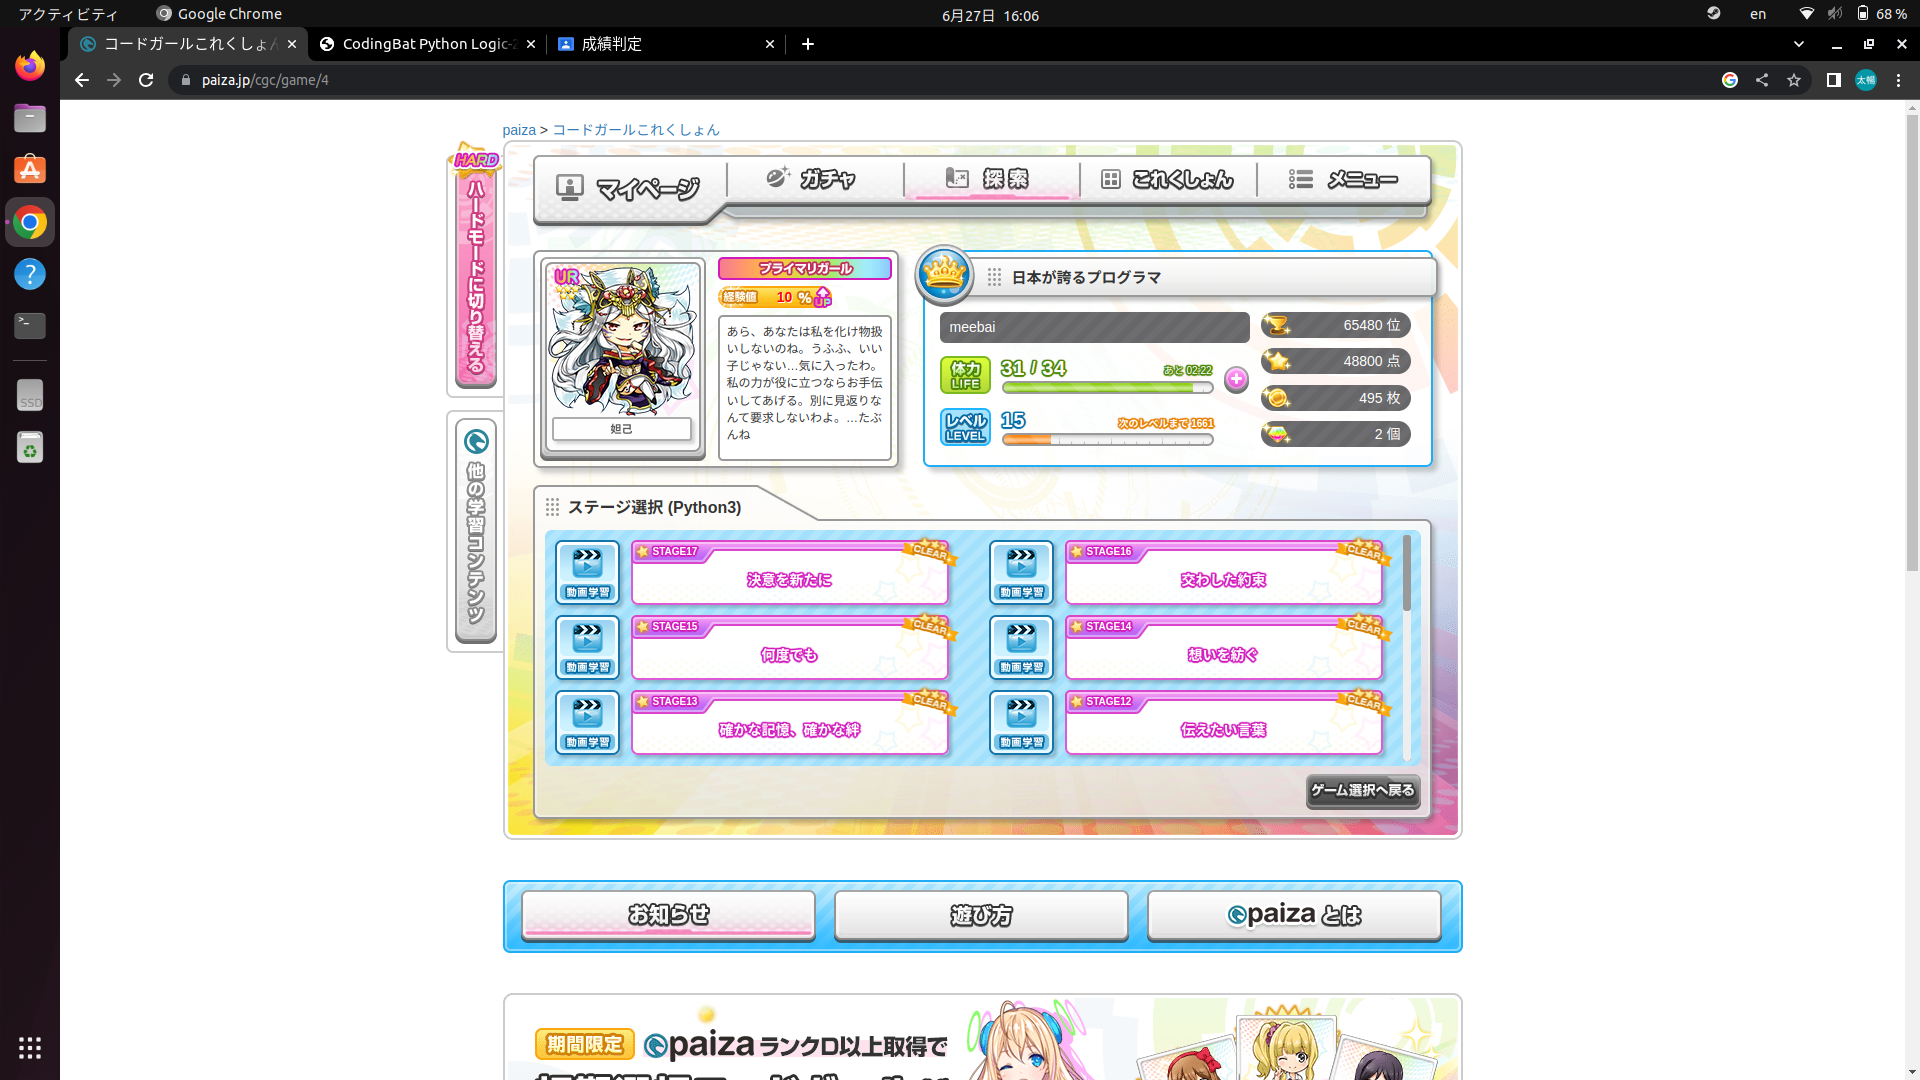 アクティビティ
Google Chrome
6月27日 16:06
en
68 %
コードガールこれくしょん
CodingBat Python Logic-2
成績判定
paiza.jp/cgc/game/4
太暢
paiza > コードガールこれくしょん
HARD
ハードモードに切り替える
他の学習コンテンツ
マイページ
ガチャ
探索
これくしょん
メニュー
UR
妲己
プライマリガール
経験値 10 % UP
あら、あなたは私を化け物扱
いしないのね。うふふ、いい
子じゃない…気に入ったわ。
私の力が役に立つならお手伝
いしてあげる。別に見返りな
んて要求しないわよ。…たぶ
んね
日本が誇るプログラマ
meebai
体力
LIFE
31 / 34
あと 02:22
レベル
LEVEL
15
次のレベルまで 1661
65480 位
48800 点
495 枚
2 個
ステージ選択 (Python3)
動画学習
STAGE17
CLEAR
決意を新たに
動画学習
STAGE16
CLEAR
交わした約束
動画学習
STAGE15
CLEAR
何度でも
動画学習
STAGE14
CLEAR
想いを紡ぐ
動画学習
STAGE13
CLEAR
確かな記憶、確かな絆
動画学習
STAGE12
CLEAR
伝えたい言葉
ゲーム選択へ戻る
お知らせ
遊び方
paiza とは
期間限定
paiza ランクD以上取得で
SSD